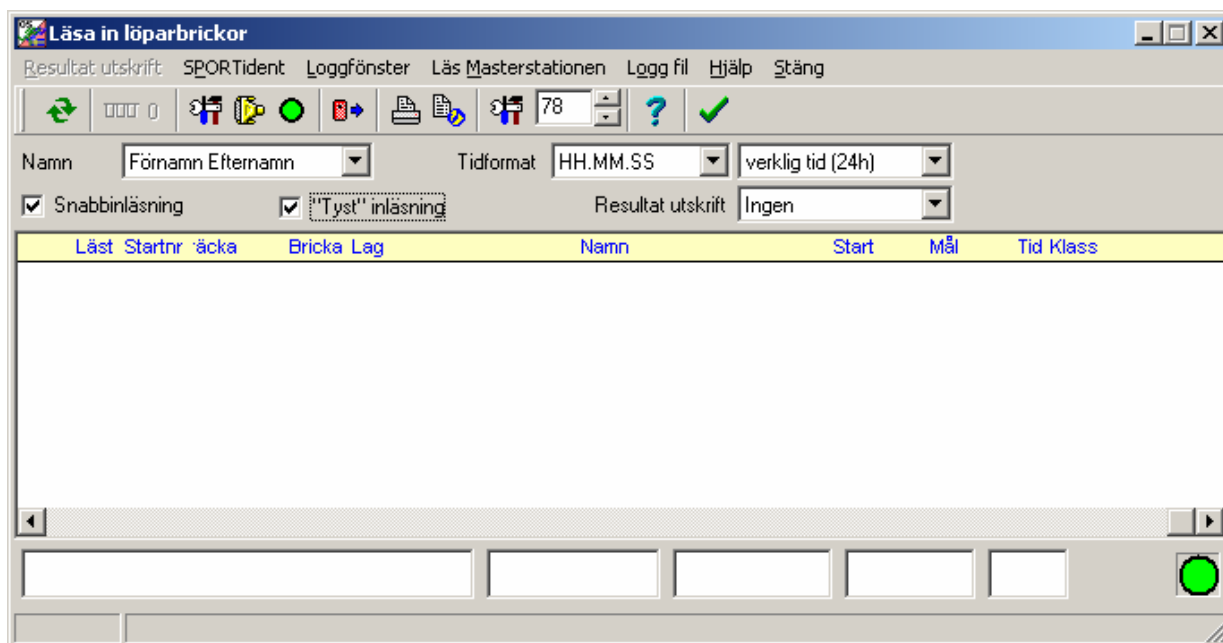 Läsa in löparbrickor
Resultat utskrift SPORTident Loggfönster Läs Masterstationen Logg fil Hjälp Stäng
78
Namn Förnamn Efternamn Tidformat HH.MM.SS verklig tid (24h)
Snabbinläsning "Tyst" inläsning Resultat utskrift Ingen
Läst Startnr räcka Bricka Lag Namn Start Mål Tid Klass